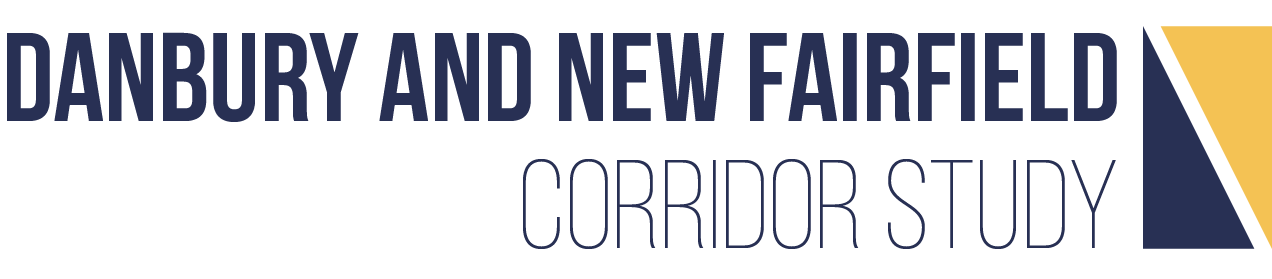 DANBURY AND NEW FAIRFIELD
CORRIDOR STUDY